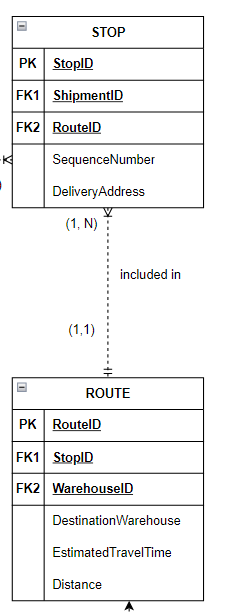 STOP
PK StopID
FK1 ShipmentID
FK2 RouteID
SequenceNumber
DeliveryAddress
(1, N)
included in
(1,1)
ROUTE
PK RouteID
FK1 StopID
FK2 WarehouseID
DestinationWarehouse
EstimatedTravelTime
Distance